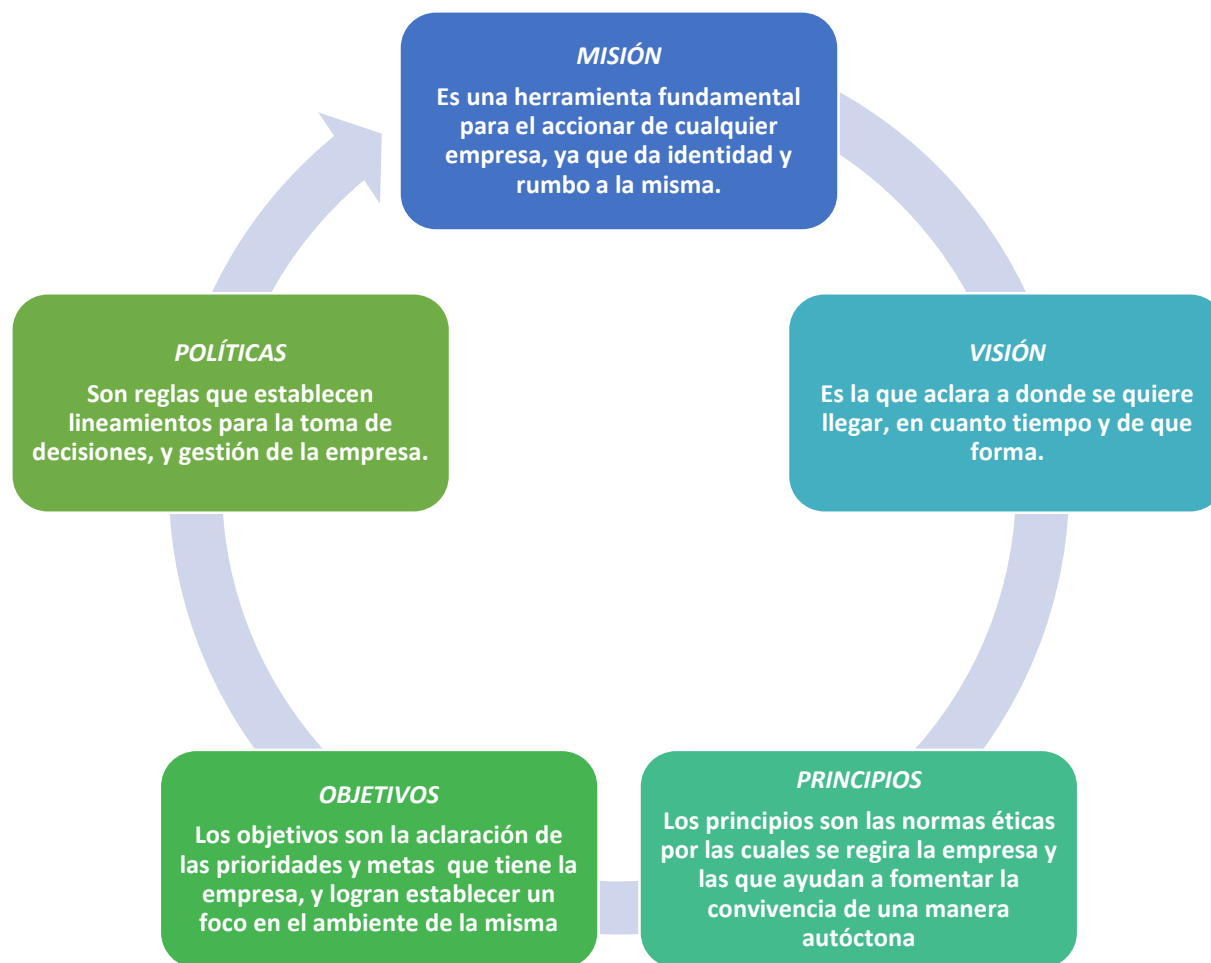 MISIÓN
Es una herramienta fundamental
para el accionar de cualquier
empresa, ya que da identidad y
rumbo a la misma.
VISIÓN
Es la que aclara a donde se quiere
llegar, en cuanto tiempo y de que
forma.
PRINCIPIOS
Los principios son las normas éticas
por las cuales se regira la empresa y
las que ayudan a fomentar la
convivencia de una manera
autóctona
OBJETIVOS
Los objetivos son la aclaración de
las prioridades y metas  que tiene la
empresa, y logran establecer un
foco en el ambiente de la misma
POLÍTICAS
Son reglas que establecen
lineamientos para la toma de
decisiones, y gestión de la empresa.